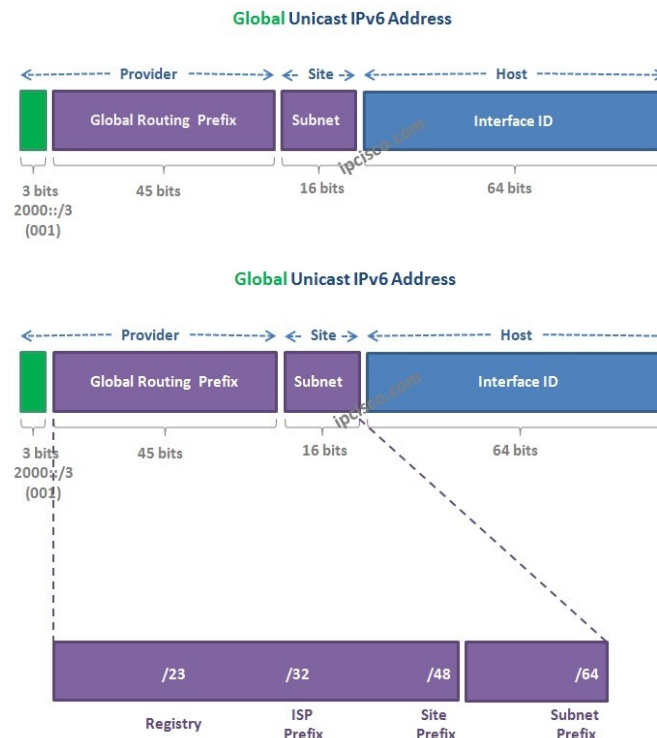 Global Unicast IPv6 Address
Provider Site Host
Global Routing Prefix Subnet Interface ID
ipcisco.com
3 bits 45 bits 16 bits 64 bits
2000::/3
(001)
Global Unicast IPv6 Address
Provider Site Host
Global Routing Prefix Subnet Interface ID
ipcisco.com
3 bits 45 bits 16 bits 64 bits
2000::/3
(001)
/23 /32 /48 /64
Registry ISP Site Subnet
Prefix Prefix Prefix